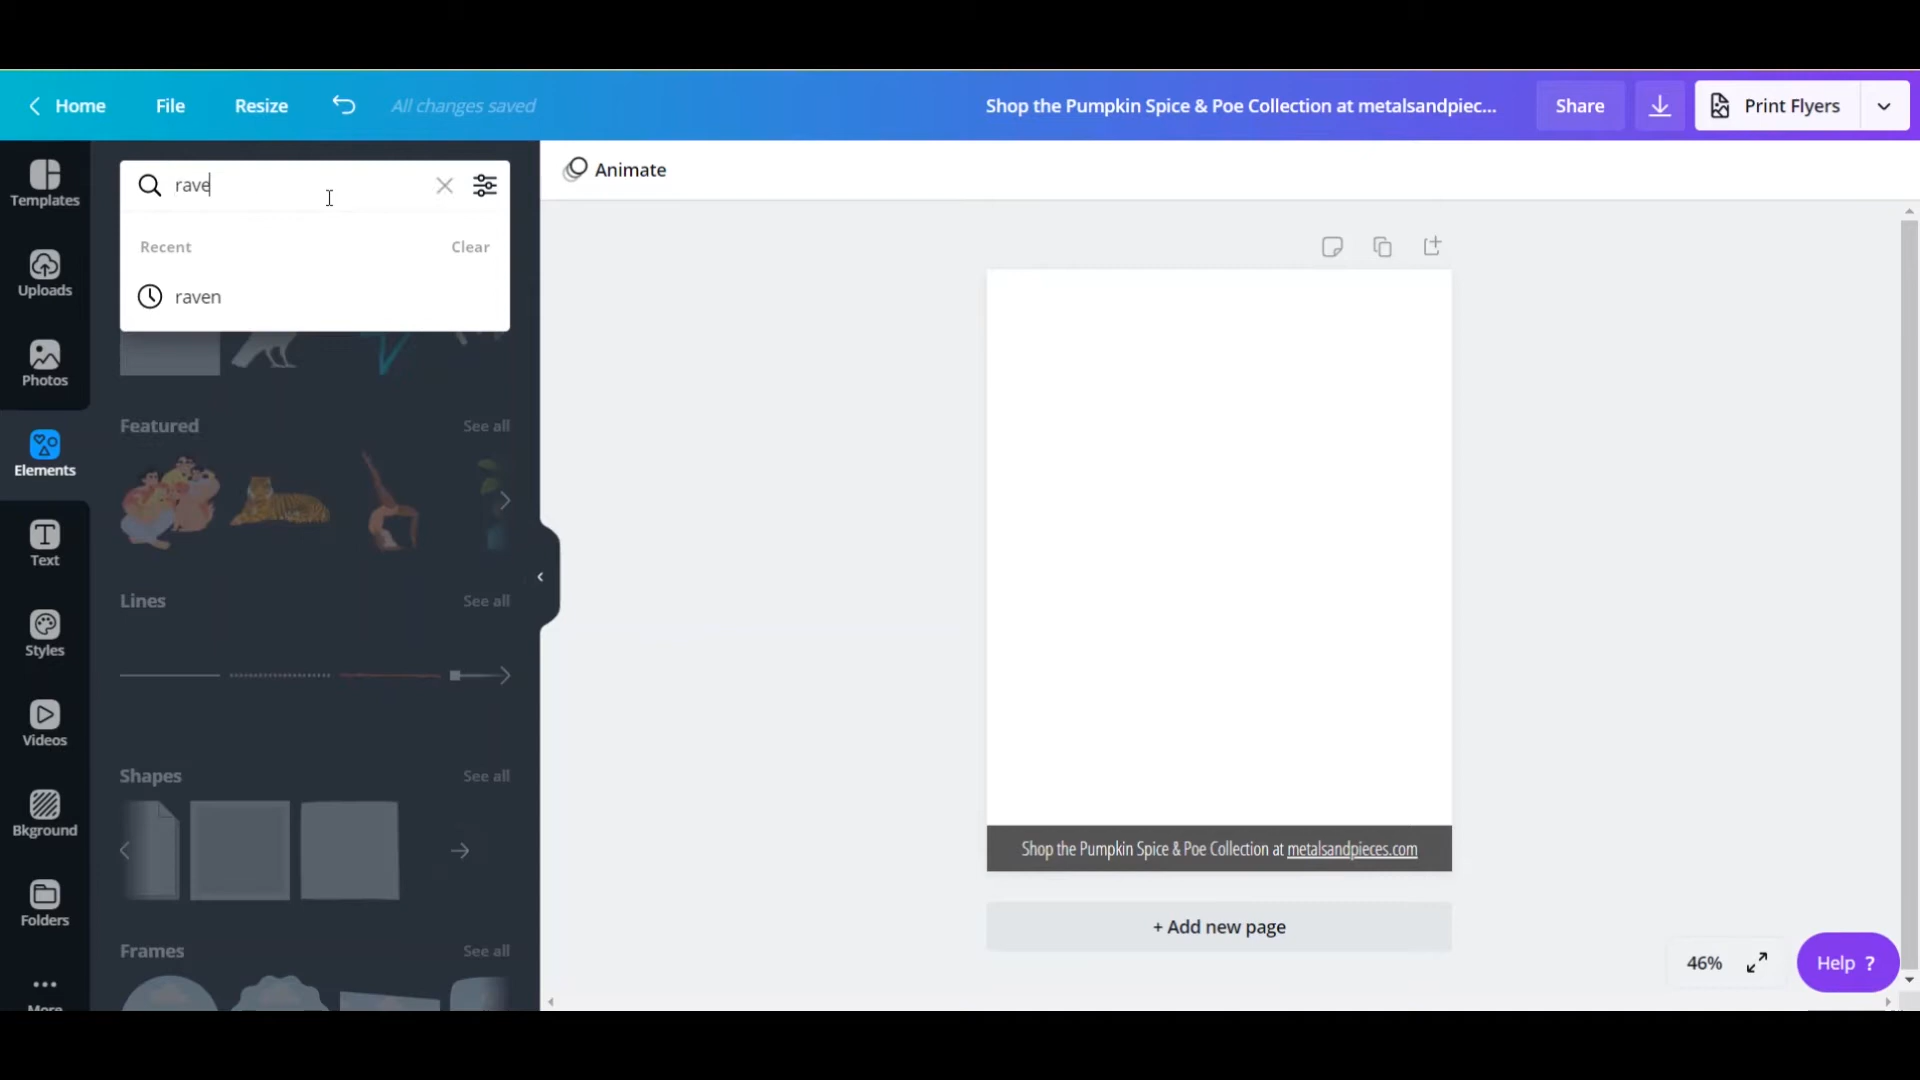 Home
File
Resize
All changes saved
Shop the Pumpkin Spice & Poe Collection at metalsandpiec...
Share
Print Flyers
Templates
Uploads
Photos
Elements
Text
Styles
Videos
Bkground
Folders
More
rave
Recent
Clear
raven
Featured
See all
Lines
See all
Shapes
See all
Frames
See all
Animate
Shop the Pumpkin Spice & Poe Collection at metalsandpieces.com
+ Add new page
46%
Help ?